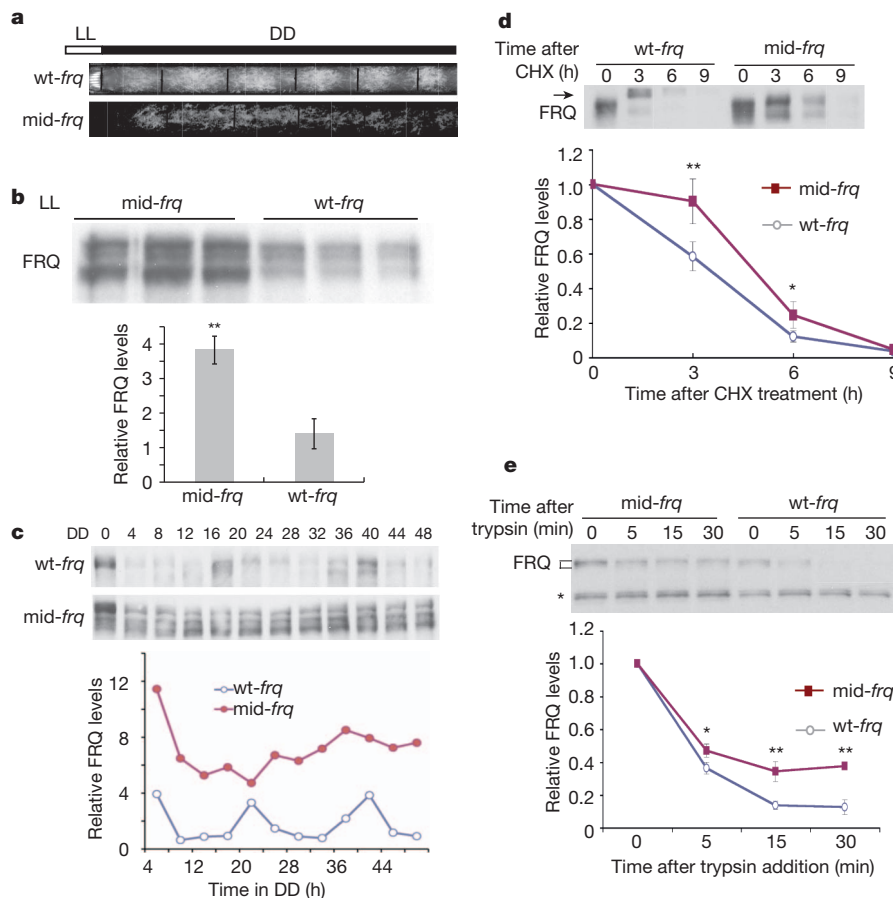 a
LL DD
wt-frq
mid-frq
b
LL mid-frq wt-frq
FRQ
**
4
3
2
1
0
Relative FRQ levels
mid-frq wt-frq
c
DD 0 4 8 12 16 20 24 28 32 36 40 44 48
wt-frq
mid-frq
12
8
4
0
Relative FRQ levels
wt-frq
mid-frq
4 12 20 28 36 44
Time in DD (h)
d
Time after CHX (h)
wt-frq mid-frq
0 3 6 9 0 3 6 9
FRQ
1.2
1.0
0.8
0.6
0.4
0.2
0
Relative FRQ levels
**
*
mid-frq
wt-frq
0 3 6 9
Time after CHX treatment (h)
e
Time after trypsin (min)
mid-frq wt-frq
0 5 15 30 0 5 15 30
FRQ
*
1.0
0.8
0.6
0.4
0.2
0
Relative FRQ levels
* ** **
mid-frq
wt-frq
0 5 15 30
Time after trypsin addition (min)